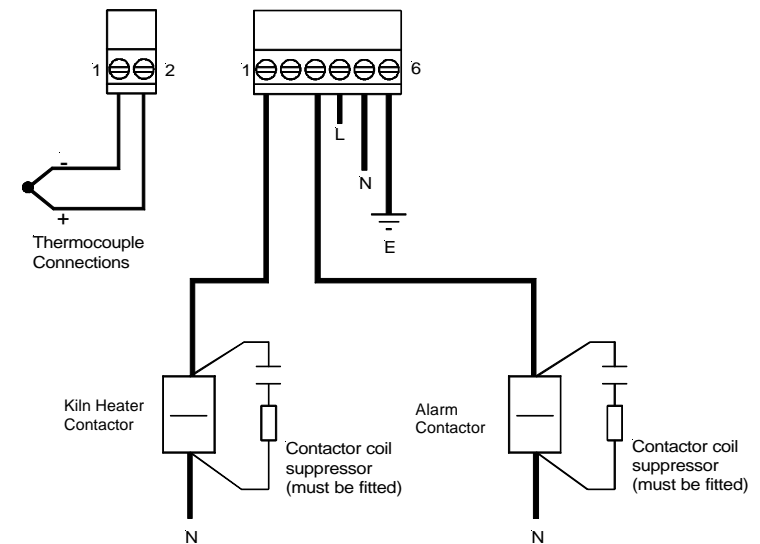 1 2
1 6
L
N
E
-
+
Thermocouple
Connections
Kiln Heater
Contactor
Contactor coil
suppressor
(must be fitted)
Alarm
Contactor
Contactor coil
suppressor
(must be fitted)
N
N